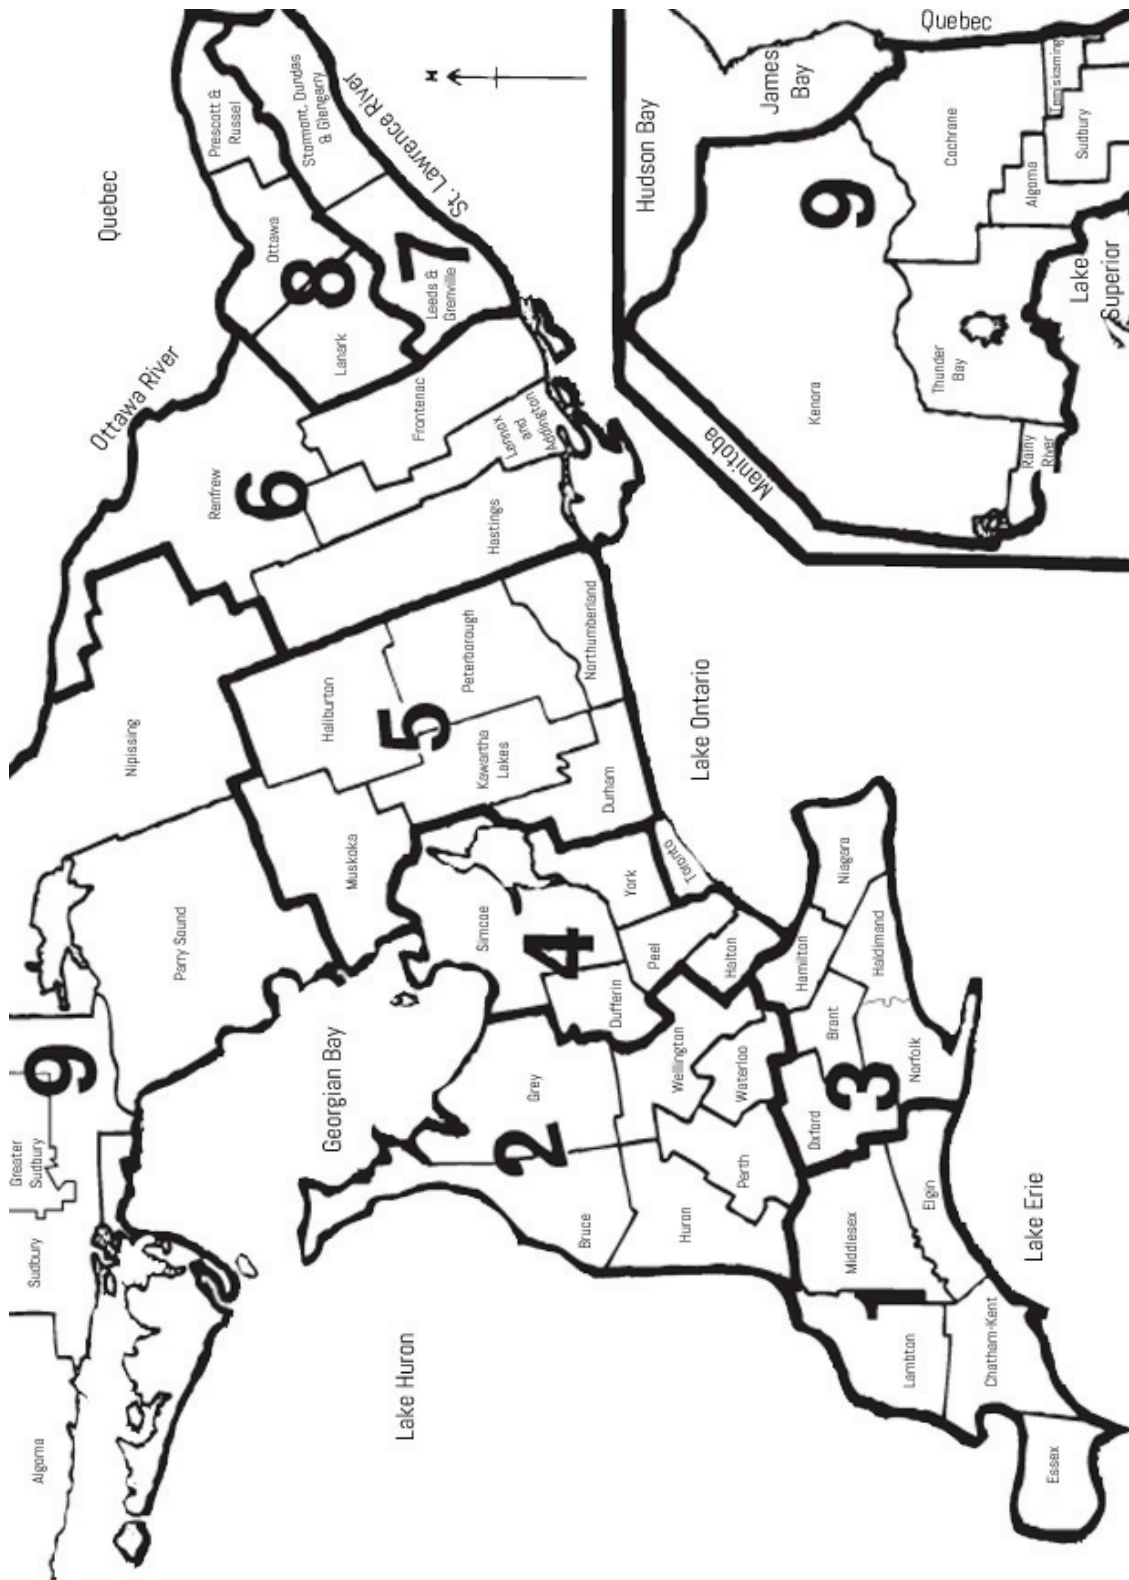 Algoma
Sudbury
Greater
Sudbury
9
Parry Sound
Nipissing
Ottawa River
Quebec
Lake Huron
Georgian Bay
Muskoka
Haliburton
5
Kawartha
Lakes
Peterborough
Durham
Northumberland
Renfrew
6
Hastings
Lennox
and
Addington
Frontenac
Lanark
8
Ottawa
Prescott &
Russel
Stormont, Dundas
& Glengarry
Leeds &
Grenville
7
St. Lawrence River
N
Bruce
2
Grey
Huron
Perth
Wellington
Waterloo
Simcoe
4
Dufferin
Peel
York
Halton
Toronto
Lake Ontario
Lambton
1
Middlesex
Elgin
Chatham-Kent
Essex
Oxford
3
Brant
Norfolk
Hamilton
Haldimand
Niagara
Lake Erie
Hudson Bay
James
Bay
Quebec
Manitoba
Kenora
9
Thunder
Bay
Rainy
River
Cochrane
Algoma
Sudbury
Temiskaming
Lake
Superior